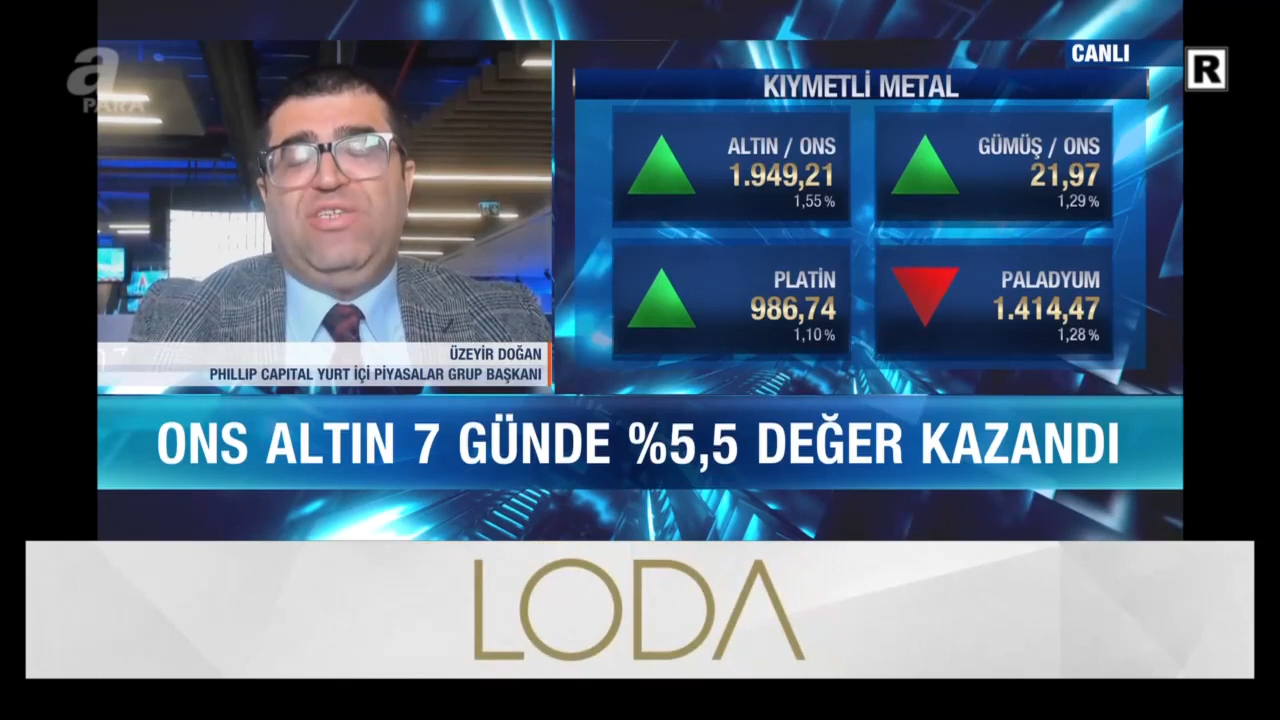 a
PARA
CANLI
R
KIYMETLİ METAL
ALTIN / ONS
1.949,21
1,55 %
GÜMÜŞ / ONS
21,97
1,29 %
PLATİN
986,74
1,10 %
PALADYUM
1.414,47
1,28 %
ÜZEYİR DOĞAN
PHILLIP CAPITAL YURT İÇİ PİYASALAR GRUP BAŞKANI
ONS ALTIN 7 GÜNDE %5,5 DEĞER KAZANDI
LODA